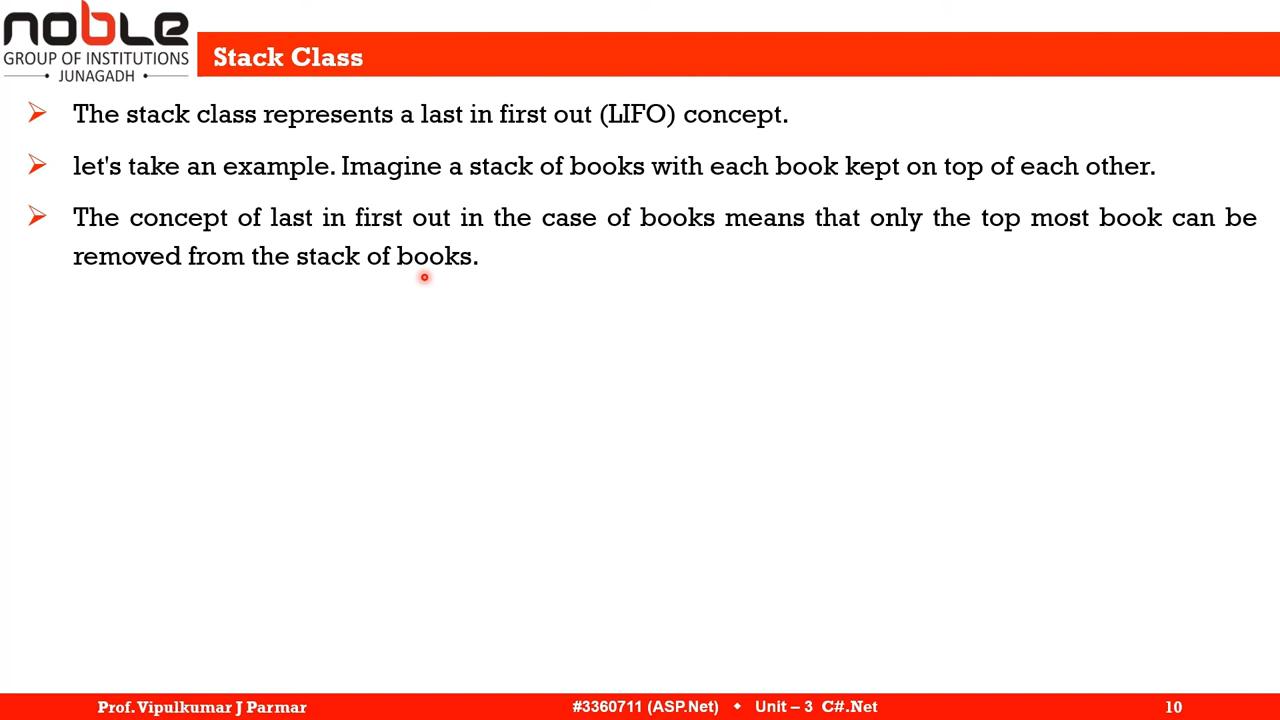 noble
GROUP OF INSTITUTIONS
JUNAGADH
Stack Class
The stack class represents a last in first out (LIFO) concept.
let's take an example. Imagine a stack of books with each book kept on top of each other.
The concept of last in first out in the case of books means that only the top most book can be
removed from the stack of books.
Prof. Vipulkumar J Parmar
#3360711 (ASP.Net) ♦ Unit – 3 C#.Net
10